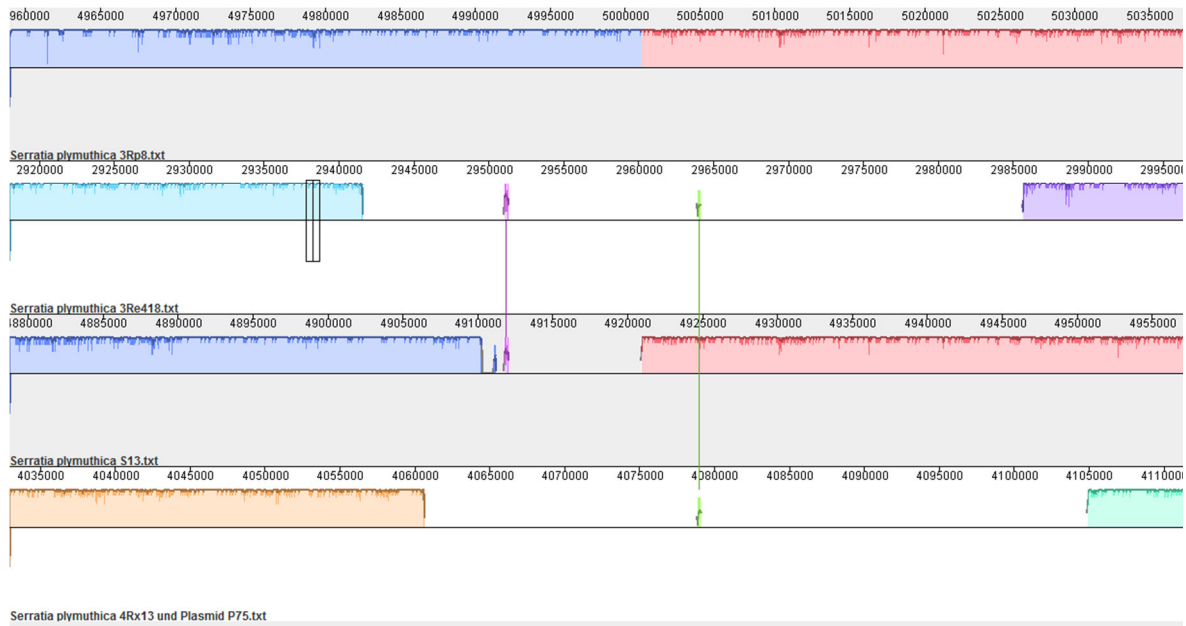 960000 4965000 4970000 4975000 4980000 4985000 4990000 4995000 5000000 5005000 5010000 5015000 5020000 5025000 5030000 5035000
Serratia plymuthica 3Rp8.txt
2920000 2925000 2930000 2935000 2940000 2945000 2950000 2955000 2960000 2965000 2970000 2975000 2980000 2985000 2990000 299500
Serratia plymuthica 3Re418.txt
4880000 4885000 4890000 4895000 4900000 4905000 4910000 4915000 4920000 4925000 4930000 4935000 4940000 4945000 4950000 4955000
Serratia plymuthica S13.txt
4035000 4040000 4045000 4050000 4055000 4060000 4065000 4070000 4075000 4080000 4085000 4090000 4095000 4100000 4105000 411000
Serratia plymuthica 4Rx13 und Plasmid P75.txt